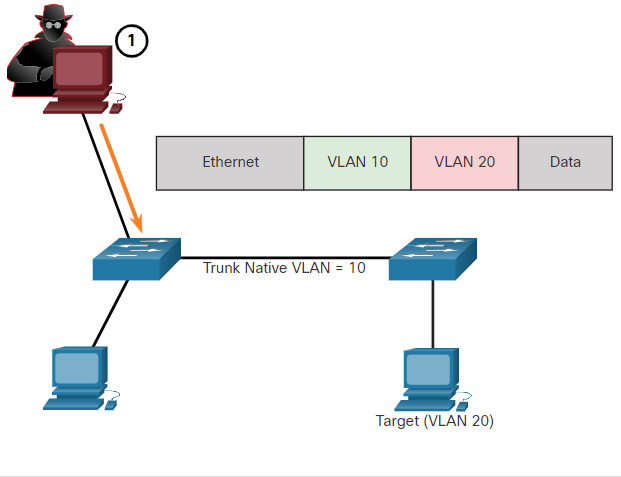 1
Ethernet VLAN 10 VLAN 20 Data
Trunk Native VLAN = 10
Target (VLAN 20)